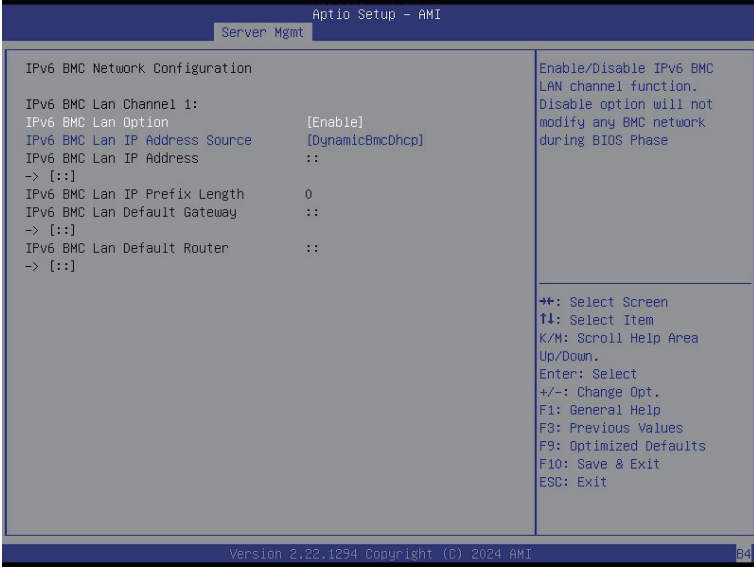 Aptio Setup – AMI
Server Mgmt
IPv6 BMC Network Configuration
IPv6 BMC Lan Channel 1:
IPv6 BMC Lan Option [Enable]
IPv6 BMC Lan IP Address Source [DynamicBmcDhcp]
IPv6 BMC Lan IP Address ::
-> [::]
IPv6 BMC Lan IP Prefix Length 0
IPv6 BMC Lan Default Gateway ::
-> [::]
IPv6 BMC Lan Default Router ::
-> [::]
Enable/Disable IPv6 BMC
LAN channel function.
Disable option will not
modify any BMC network
during BIOS Phase
→←: Select Screen
↑↓: Select Item
K/M: Scroll Help Area
Up/Down.
Enter: Select
+/-: Change Opt.
F1: General Help
F3: Previous Values
F9: Optimized Defaults
F10: Save & Exit
ESC: Exit
Version 2.22.1294 Copyright (C) 2024 AMI
B4